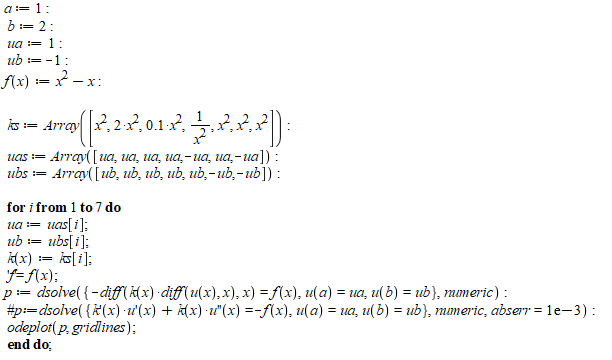 a := 1 :
b := 2 :
ua := 1 :
ub := -1 :
f(x) := x² - x :
ks := Array([x², 2·x², 0.1·x², 1/x², x², x², x²]) :
uas := Array([ua, ua, ua, ua, -ua, ua, -ua]) :
ubs := Array([ub, ub, ub, ub, ub, -ub, -ub]) :
for i from 1 to 7 do
ua := uas[i];
ub := ubs[i];
k(x) := ks[i];
'f'= f(x);
p := dsolve({-diff(k(x)·diff(u(x), x), x) = f(x), u(a) = ua, u(b) = ub}, numeric) :
#p:=dsolve({k'(x)·u'(x) + k(x)·u''(x) =-f(x), u(a) = ua, u(b) = ub}, numeric, abserr = 1e-3) :
odeplot(p, gridlines);
end do;